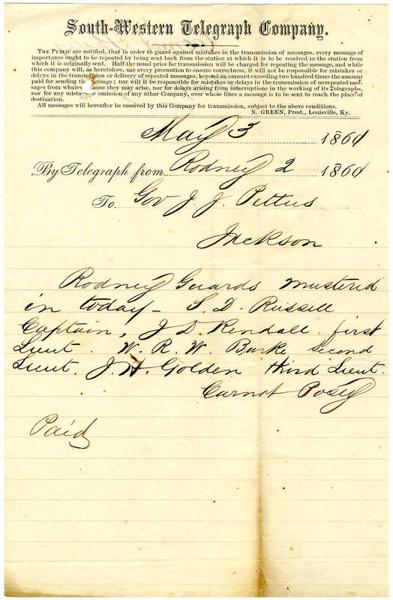 South-Western Telegraph Company,
THE PUBLIC are notified, that in order to guard against mistakes in the transmission of messages, every message of
importance ought to be repeated by being sent back from the station at which it is to be received to the station from
which it is originally sent. Half the usual price for transmission will be charged for repeating the message, and while
this company will, as heretofore, use every precaution to ensure correctness, it will not be responsible for mistakes or
delays in the transmission or delivery of repeated messages, beyond an amount exceeding two hundred times the amount
paid for sending the message; nor will it be responsible for mistakes or delays in the transmission of unrepeated mes-
sages from whatever cause they may arise, nor for delays arising from interruptions in the working of its Telegraphs,
nor for any mistake or omission of any other Company, over whose lines a message is to be sent to reach the place of
destination.
All messages will hereafter be received by this Company for transmission, subject to the above conditions.
N. GREEN, Prest., Louisville, Ky.
May 3 1861
By Telegraph from Rodney 2 1861
To Gov J. J. Pettus
Jackson
Rodney Guards mustered
in today - S. D. Russell
Captain, J D. Kendall first
Lieut. W. R. W. Burke second
Lieut. J. H. Golden third Lieut.
Carnot Posey
Paid